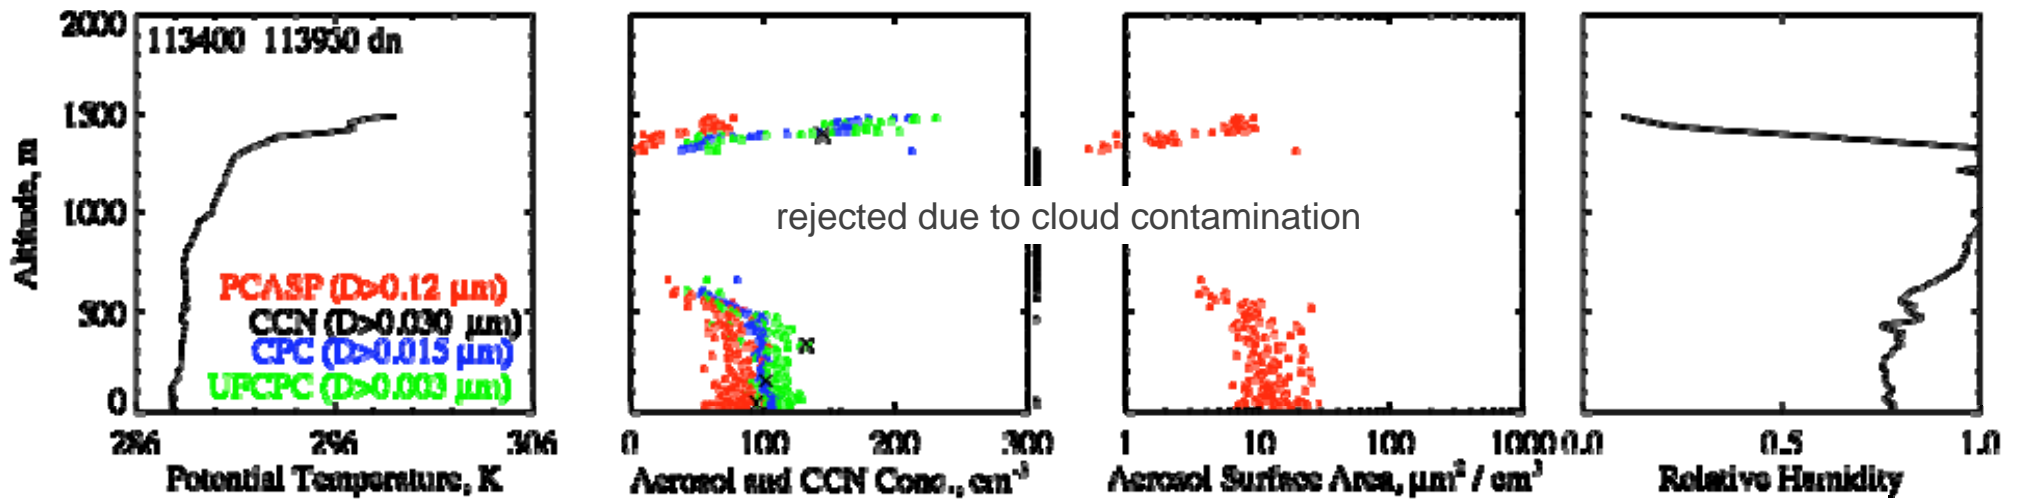 2000
1500
1000
500
0
Altitude, m
113400 113950 dn
PCASP (D>0.12 µm)
CCN (D>0.030 µm)
CPC (D>0.015 µm)
UFCPC (D>0.003 µm)
286 296 306
Potential Temperature, K
rejected due to cloud contamination
0 100 200 300
Aerosol and CCN Conc., cm⁻³
1 10 100 1000
Aerosol Surface Area, µm² / cm³
0.0 0.5 1.0
Relative Humidity